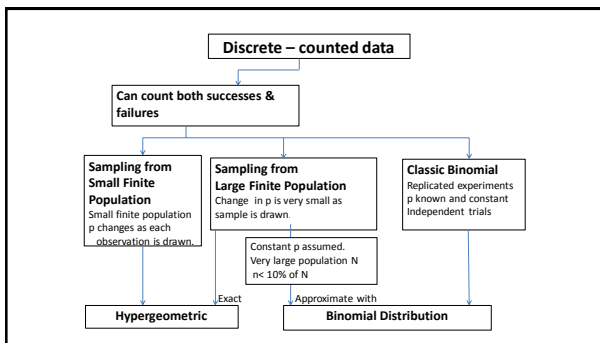 Discrete – counted data
Can count both successes &
failures
Sampling from
Small Finite
Population
Small finite population
p changes as each
observation is drawn.
Sampling from
Large Finite Population
Change in p is very small as
sample is drawn.
Classic Binomial
Replicated experiments
p known and constant
Independent trials
Constant p assumed.
Very large population N
n< 10% of N
Exact
Approximate with
Hypergeometric
Binomial Distribution